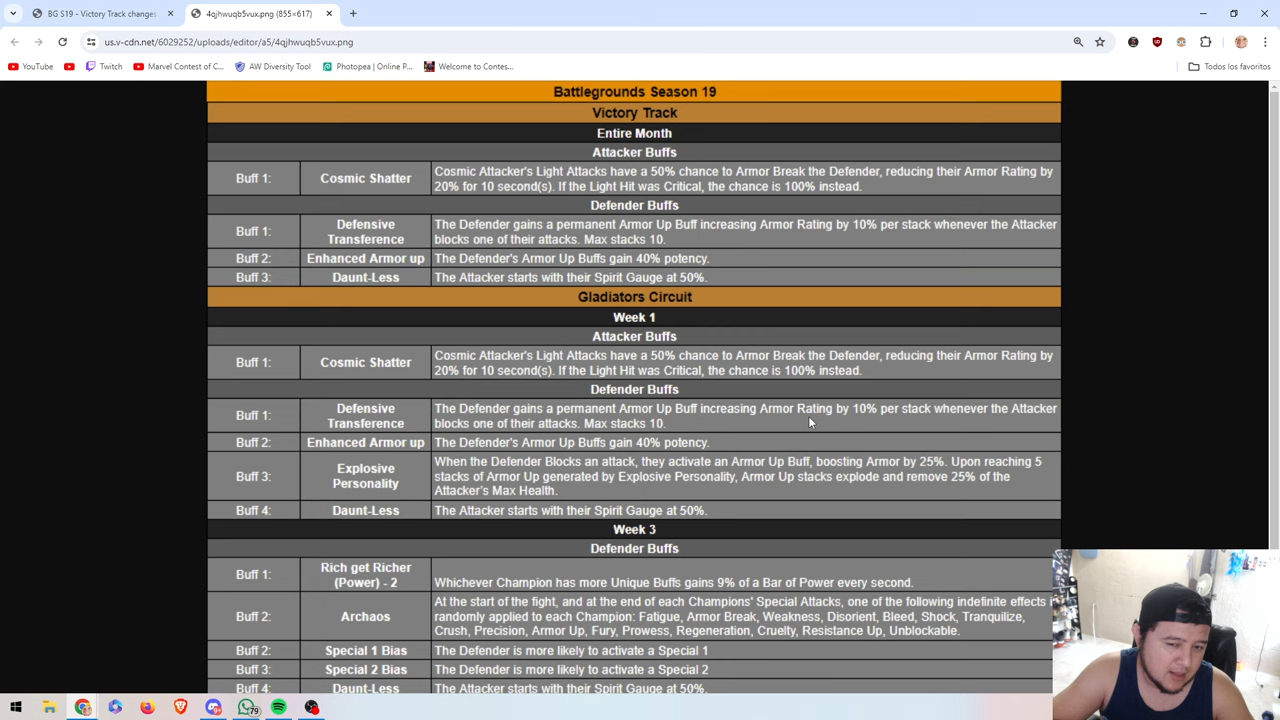 BG S19 - Victory Track changes
4qjhwuqb5vux.png (855×617)
us.v-cdn.net/6029252/uploads/editor/a5/4qjhwuqb5vux.png
YouTube
Twitch
Marvel Contest of C...
AW Diversity Tool
Photopea | Online P...
Welcome to Contes...
Todos los favoritos
Battlegrounds Season 19
Victory Track
Entire Month
Attacker Buffs
Buff 1: Cosmic Shatter Cosmic Attacker's Light Attacks have a 50% chance to Armor Break the Defender, reducing their Armor Rating by
20% for 10 second(s). If the Light Hit was Critical, the chance is 100% instead.
Defender Buffs
Buff 1: Defensive Transference The Defender gains a permanent Armor Up Buff increasing Armor Rating by 10% per stack whenever the Attacker
blocks one of their attacks. Max stacks 10.
Buff 2: Enhanced Armor up The Defender's Armor Up Buffs gain 40% potency.
Buff 3: Daunt-Less The Attacker starts with their Spirit Gauge at 50%.
Gladiators Circuit
Week 1
Attacker Buffs
Buff 1: Cosmic Shatter Cosmic Attacker's Light Attacks have a 50% chance to Armor Break the Defender, reducing their Armor Rating by
20% for 10 second(s). If the Light Hit was Critical, the chance is 100% instead.
Defender Buffs
Buff 1: Defensive Transference The Defender gains a permanent Armor Up Buff increasing Armor Rating by 10% per stack whenever the Attacker
blocks one of their attacks. Max stacks 10.
Buff 2: Enhanced Armor up The Defender's Armor Up Buffs gain 40% potency.
Buff 3: Explosive Personality When the Defender Blocks an attack, they activate an Armor Up Buff, boosting Armor by 25%. Upon reaching 5
stacks of Armor Up generated by Explosive Personality, Armor Up stacks explode and remove 25% of the
Attacker's Max Health.
Buff 4: Daunt-Less The Attacker starts with their Spirit Gauge at 50%.
Week 3
Defender Buffs
Buff 1: Rich get Richer (Power) - 2 Whichever Champion has more Unique Buffs gains 9% of a Bar of Power every second.
Buff 2: Archaos At the start of the fight, and at the end of each Champions' Special Attacks, one of the following indefinite effects
randomly applied to each Champion: Fatigue, Armor Break, Weakness, Disorient, Bleed, Shock, Tranquilize,
Crush, Precision, Armor Up, Fury, Prowess, Regeneration, Cruelty, Resistance Up, Unblockable.
Buff 2: Special 1 Bias The Defender is more likely to activate a Special 1
Buff 3: Special 2 Bias The Defender is more likely to activate a Special 2
Buff 4: Daunt-Less The Attacker starts with their Spirit Gauge at 50%.
79